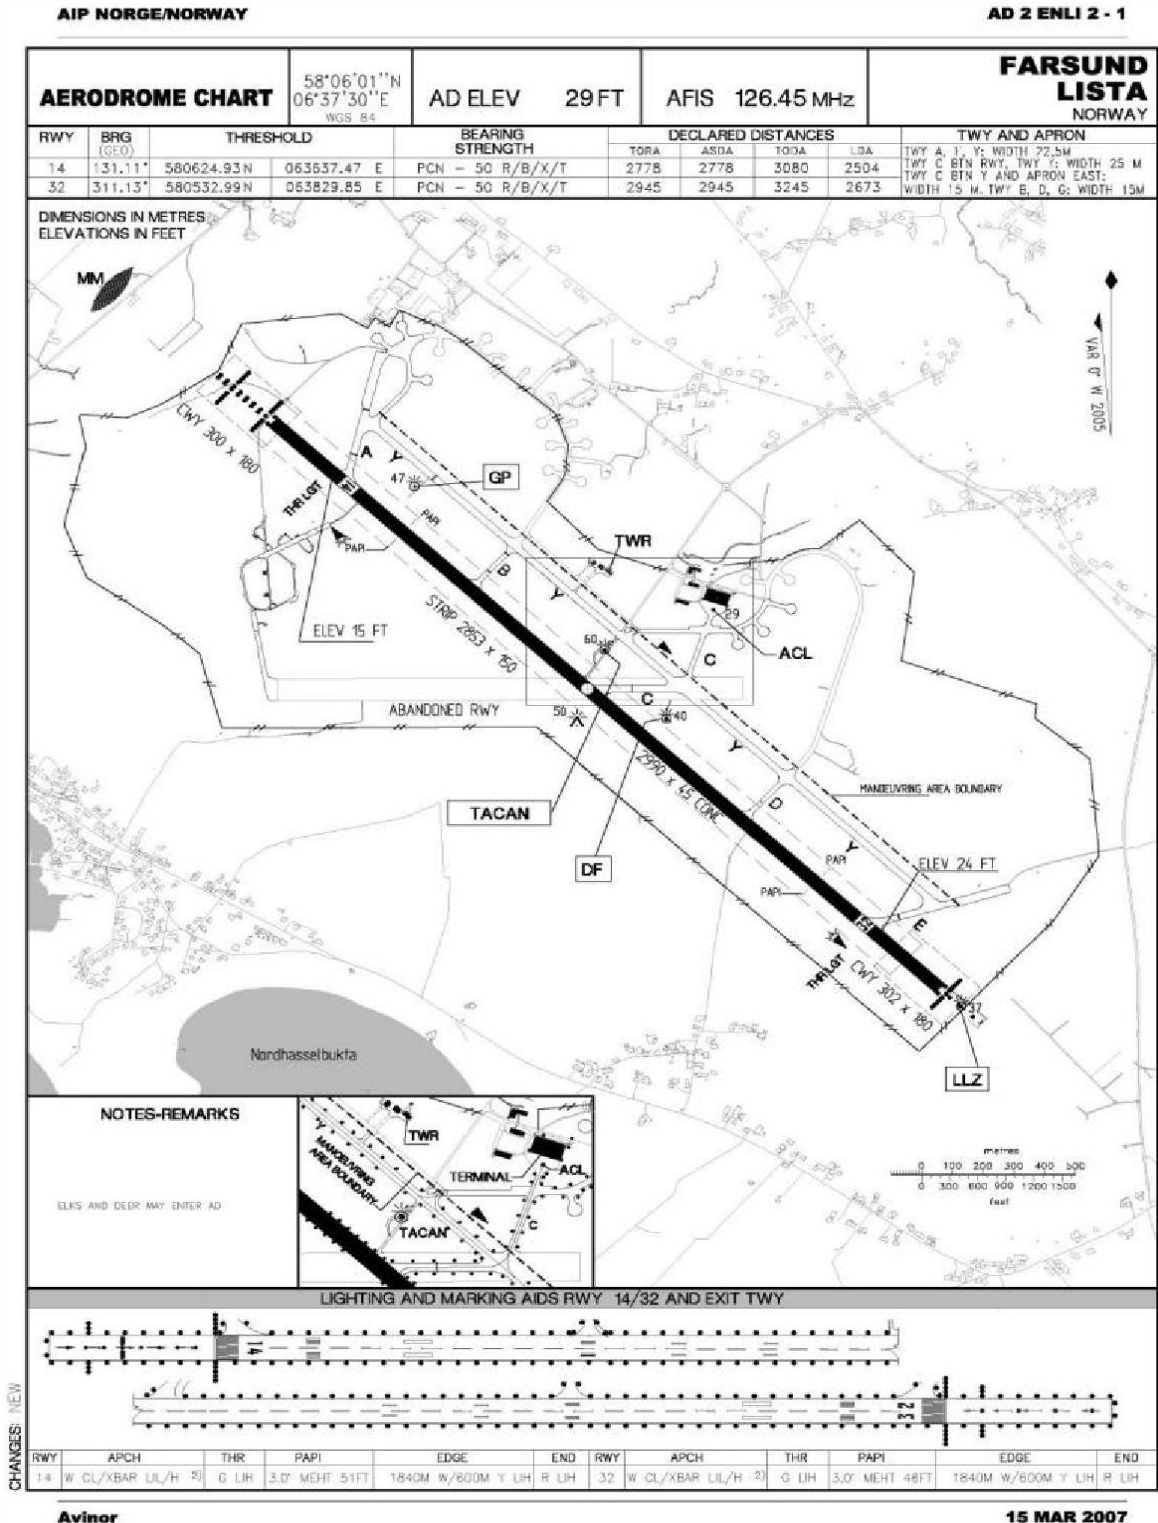 AIP NORGE/NORWAY
AD 2 ENLI 2 - 1
AERODROME CHART
58°06'01''N
06°37'30''E
WGS 84
AD ELEV 29 FT
AFIS 126.45 MHz
FARSUND
LISTA
NORWAY
RWY BRG (GEO) THRESHOLD BEARING STRENGTH DECLARED DISTANCES TWY AND APRON
TORA ASDA TODA LDA
14 131.11° 580624.93N 063637.47 E PCN - 50 R/B/X/T 2778 2778 3080 2504
32 311.13° 580532.99N 063829.85 E PCN - 50 R/B/X/T 2945 2945 3245 2673
TWY A, Y: WIDTH 22,5M
TWY C BTN RWY, TWY Y: WIDTH 25 M
TWY C BTN Y AND APRON EAST:
WIDTH 15 M. TWY B, D, G: WIDTH 15M
DIMENSIONS IN METRES
ELEVATIONS IN FEET
MM
VAR 0° W 2005
CWY 300 x 180
A
Y
47
GP
THR LGT
PAPI
PAPI
TWR
B
Y
STRIP 2853 x 150
ELEV 15 FT
29
60
C
ACL
ABANDONED RWY
50
C
40
Y
2990 x 45 CONC
MANOEUVRING AREA BOUNDARY
TACAN
D
DF
Y
PAPI
ELEV 24 FT
PAPI
E
THR LGT
CWY 302 x 180
37
LLZ
Nordhasselbukta
NOTES-REMARKS
ELKS AND DEER MAY ENTER AD
Y
TWR
MANOEUVRING
AREA BOUNDARY
TERMINAL
ACL
TACAN
C
metres
0 100 200 300 400 500
0 300 600 900 1200 1500
feet
LIGHTING AND MARKING AIDS RWY 14/32 AND EXIT TWY
14
32
RWY APCH THR PAPI EDGE END RWY APCH THR PAPI EDGE END
14 W CL/XBAR LIL/H 2) G LIH 3.0° MEHT 51FT 1840M W/600M Y LIH R LIH 32 W CL/XBAR LIL/H 2) G LIH 3,0° MEHT 46FT 1840M W/600M Y LIH R LIH
CHANGES: NEW
Avinor
15 MAR 2007